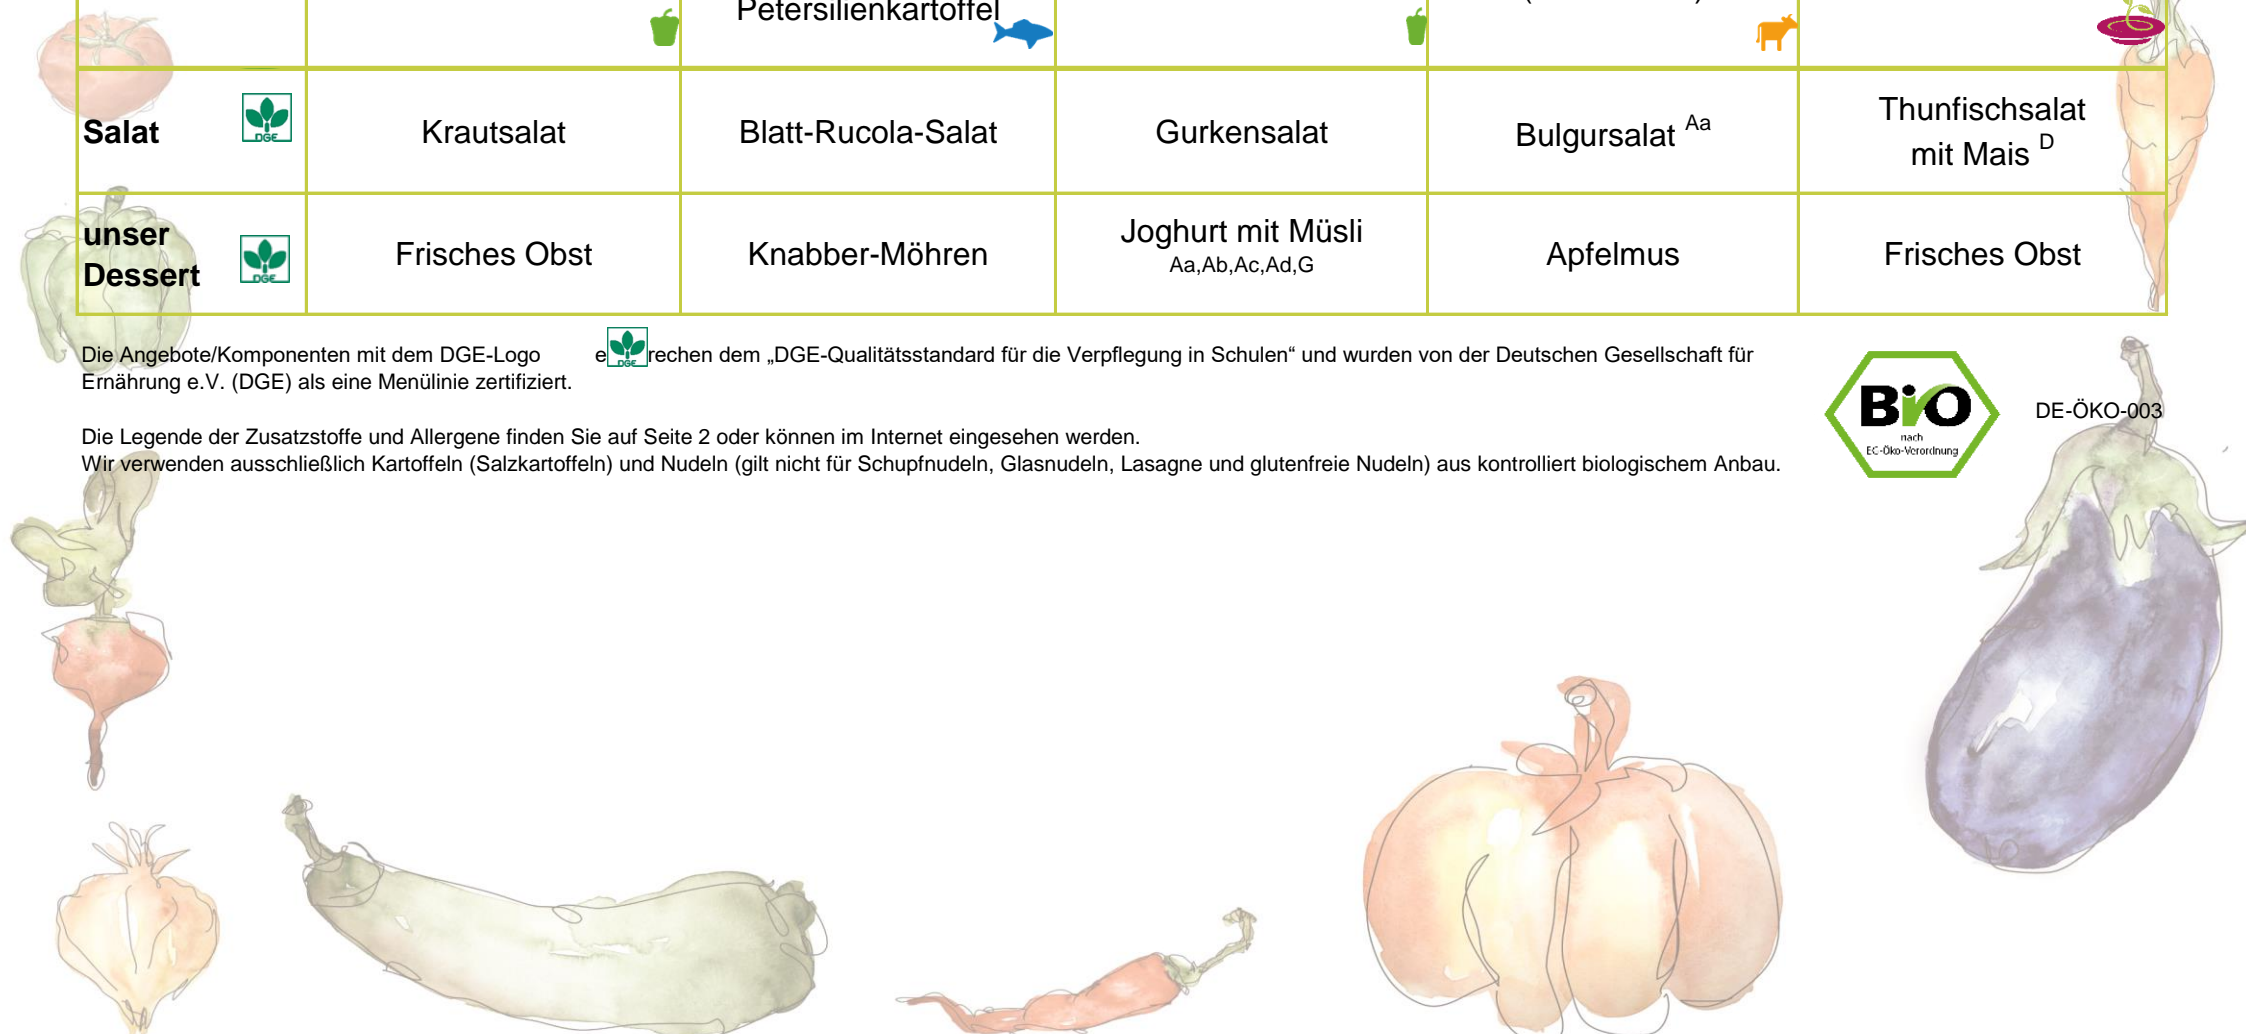 Petersilienkartoffel
Salat
DGE
Krautsalat
Blatt-Rucola-Salat
Gurkensalat
Bulgursalat Aa
Thunfischsalat
mit Mais D
unser
Dessert
DGE
Frisches Obst
Knabber-Möhren
Joghurt mit Müsli
Aa,Ab,Ac,Ad,G
Apfelmus
Frisches Obst
Die Angebote/Komponenten mit dem DGE-Logo e DGE rechen dem „DGE-Qualitätsstandard für die Verpflegung in Schulen“ und wurden von der Deutschen Gesellschaft für
Ernährung e.V. (DGE) als eine Menülinie zertifiziert.
Die Legende der Zusatzstoffe und Allergene finden Sie auf Seite 2 oder können im Internet eingesehen werden.
Wir verwenden ausschließlich Kartoffeln (Salzkartoffeln) und Nudeln (gilt nicht für Schupfnudeln, Glasnudeln, Lasagne und glutenfreie Nudeln) aus kontrolliert biologischem Anbau.
Bio
nach
EC-Öko-Verordnung
DE-ÖKO-003